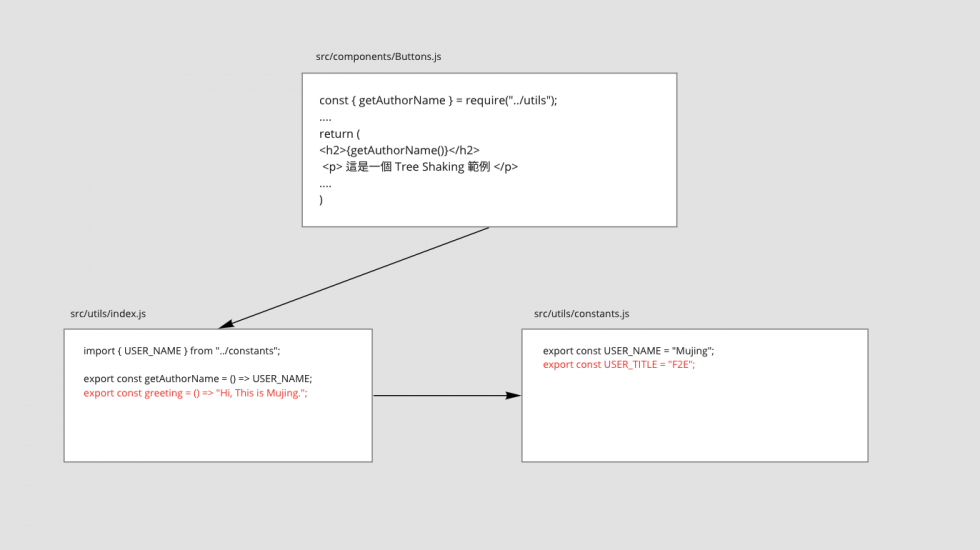 src/components/Buttons.js
const { getAuthorName } = require("../utils");
....
return (
<h2>{getAuthorName()}</h2>
<p> 這是一個 Tree Shaking 範例 </p>
....
)
src/utils/index.js
import { USER_NAME } from "../constants";
export const getAuthorName = () => USER_NAME;
export const greeting = () => "Hi, This is Mujing.";
src/utils/constants.js
export const USER_NAME = "Mujing";
export const USER_TITLE = "F2E";